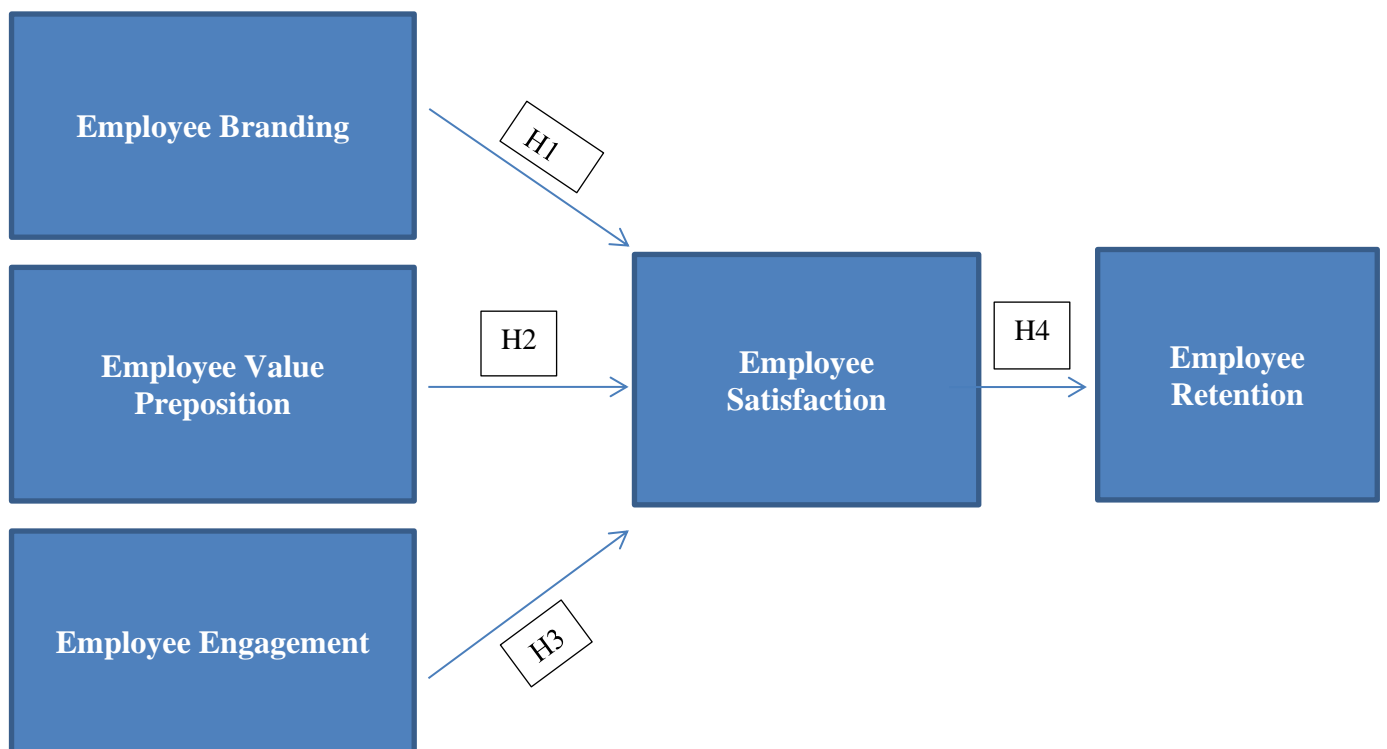 Employee Branding
H1
Employee Value
Preposition
H2
Employee
Satisfaction
H4
Employee
Retention
Employee Engagement
H3